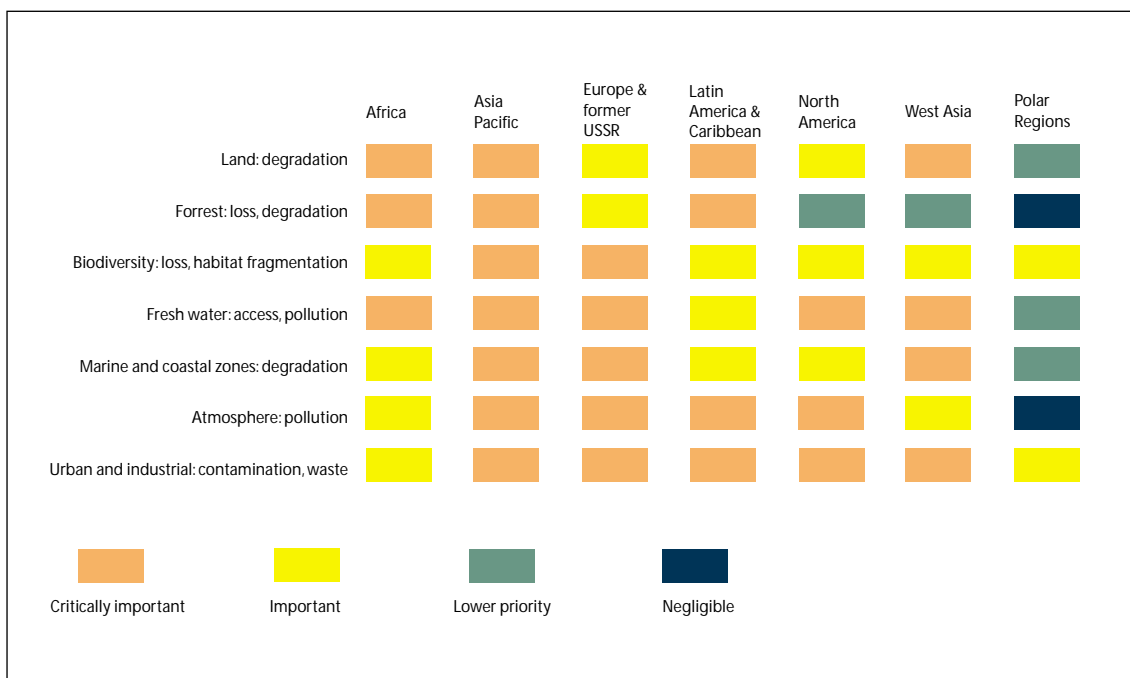 Africa
Asia
Pacific
Europe &
former
USSR
Latin
America &
Caribbean
North
America
West Asia
Polar
Regions
Land: degradation
Forrest: loss, degradation
Biodiversity: loss, habitat fragmentation
Fresh water: access, pollution
Marine and coastal zones: degradation
Atmosphere: pollution
Urban and industrial: contamination, waste
Critically important
Important
Lower priority
Negligible